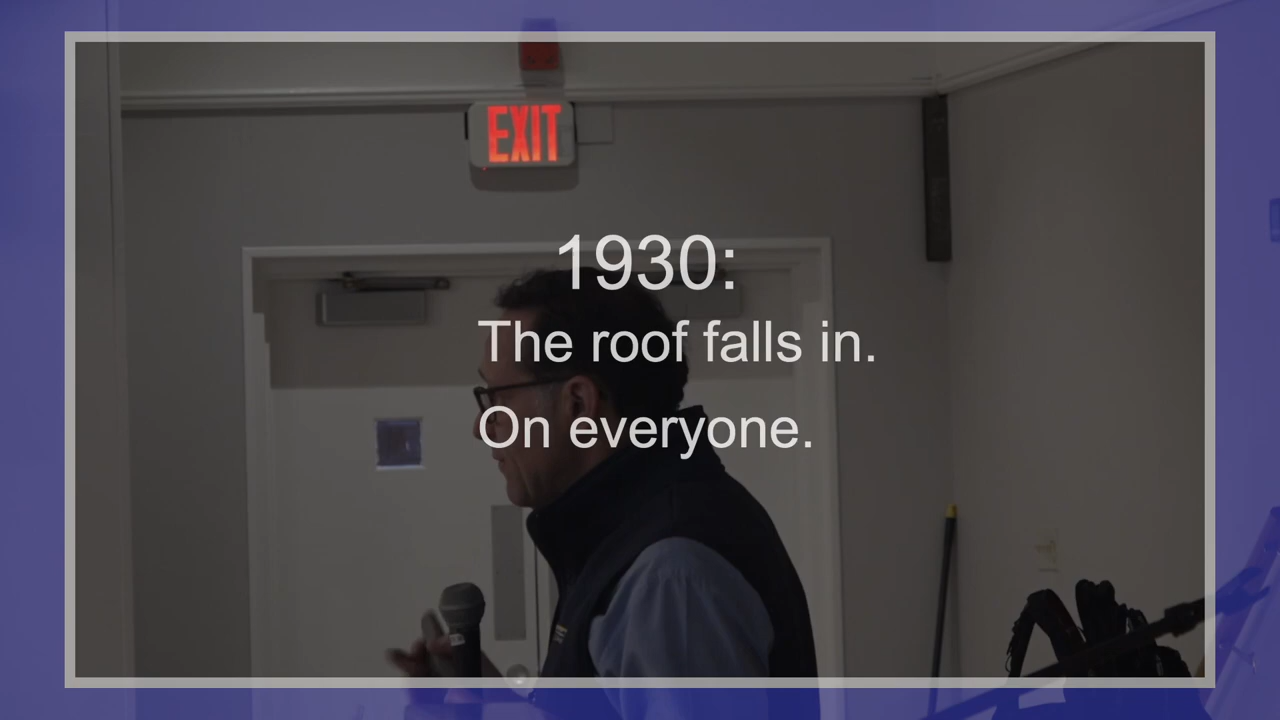 EXIT
1930:
The roof falls in.
On everyone.